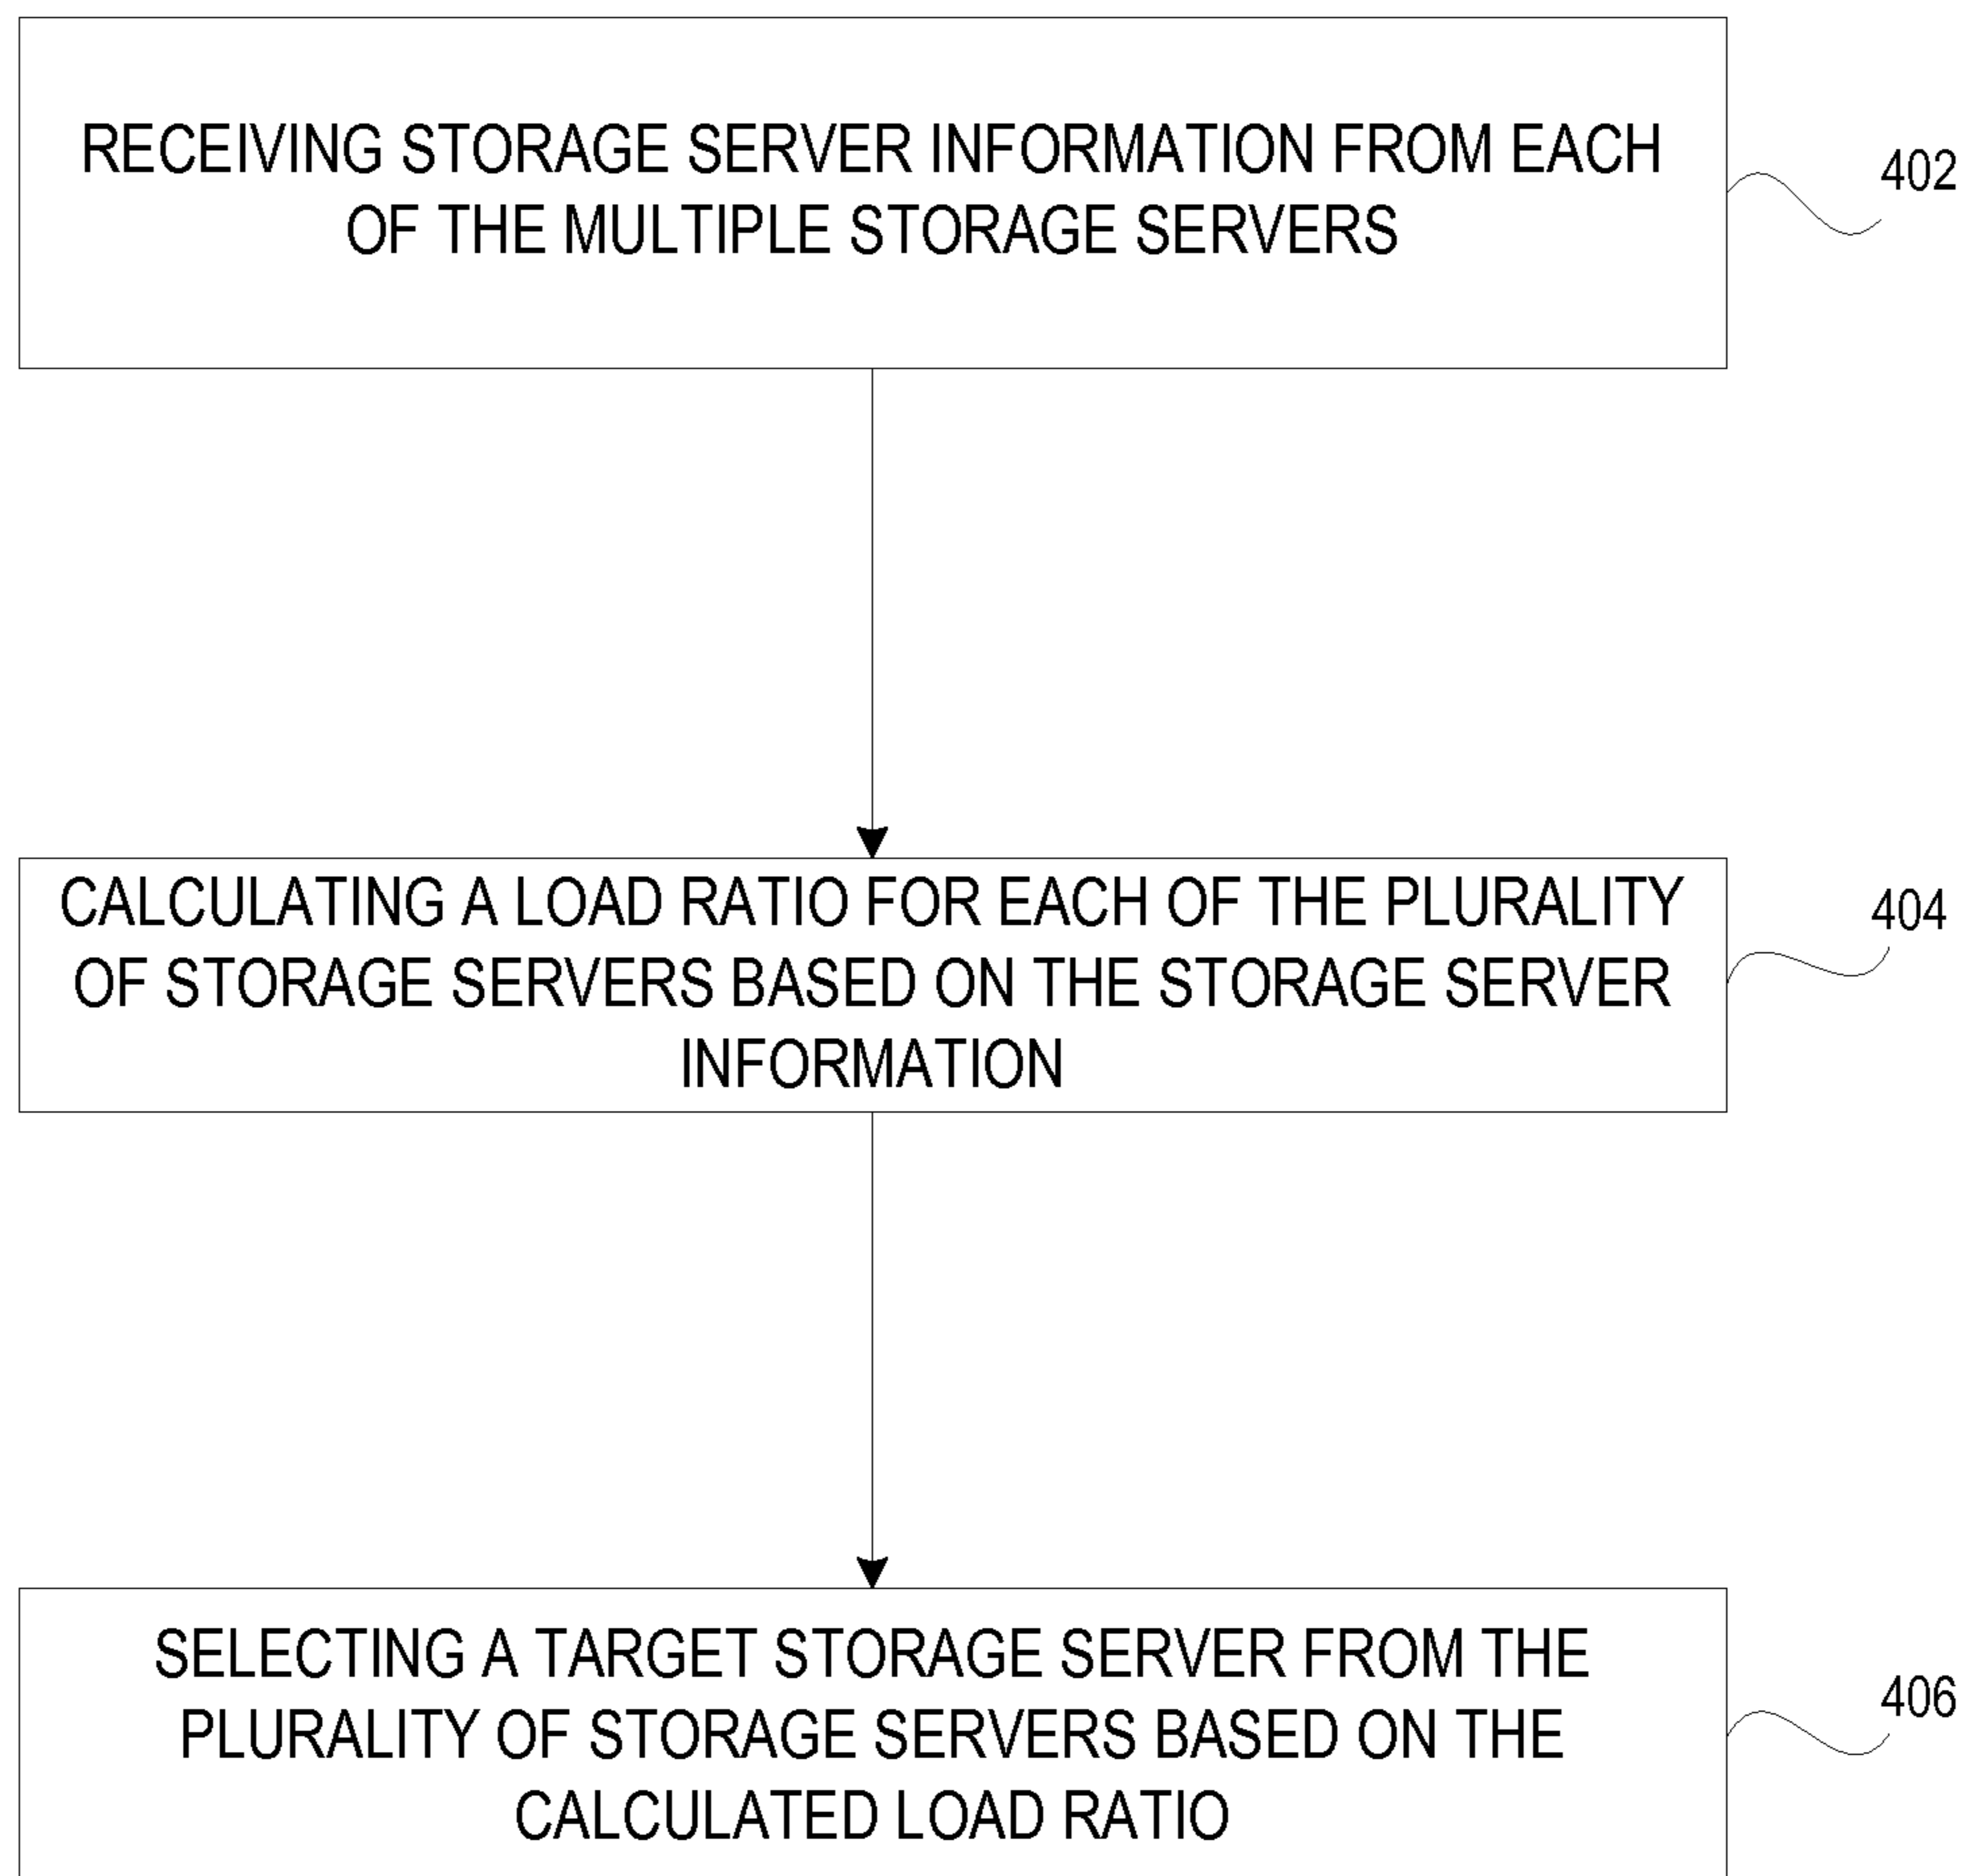 RECEIVING STORAGE SERVER INFORMATION FROM EACH
OF THE MULTIPLE STORAGE SERVERS
402
CALCULATING A LOAD RATIO FOR EACH OF THE PLURALITY
OF STORAGE SERVERS BASED ON THE STORAGE SERVER
INFORMATION
404
SELECTING A TARGET STORAGE SERVER FROM THE
PLURALITY OF STORAGE SERVERS BASED ON THE
CALCULATED LOAD RATIO
406